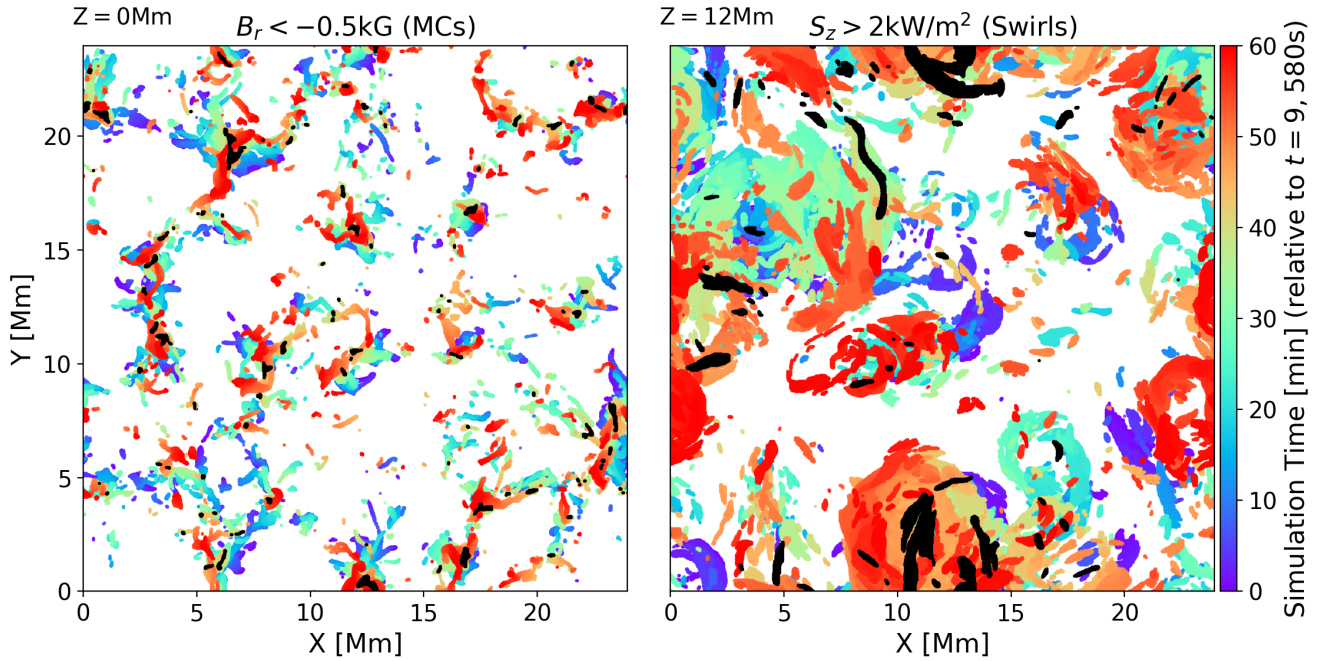 Z = 0Mm
B_r < −0.5kG (MCs)
Z = 12Mm
S_z > 2kW/m² (Swirls)
Y [Mm]
20
15
10
5
0
0 5 10 15 20
X [Mm]
0 5 10 15 20
X [Mm]
60
50
40
30
20
10
0
Simulation Time [min] (relative to t = 9, 580s)